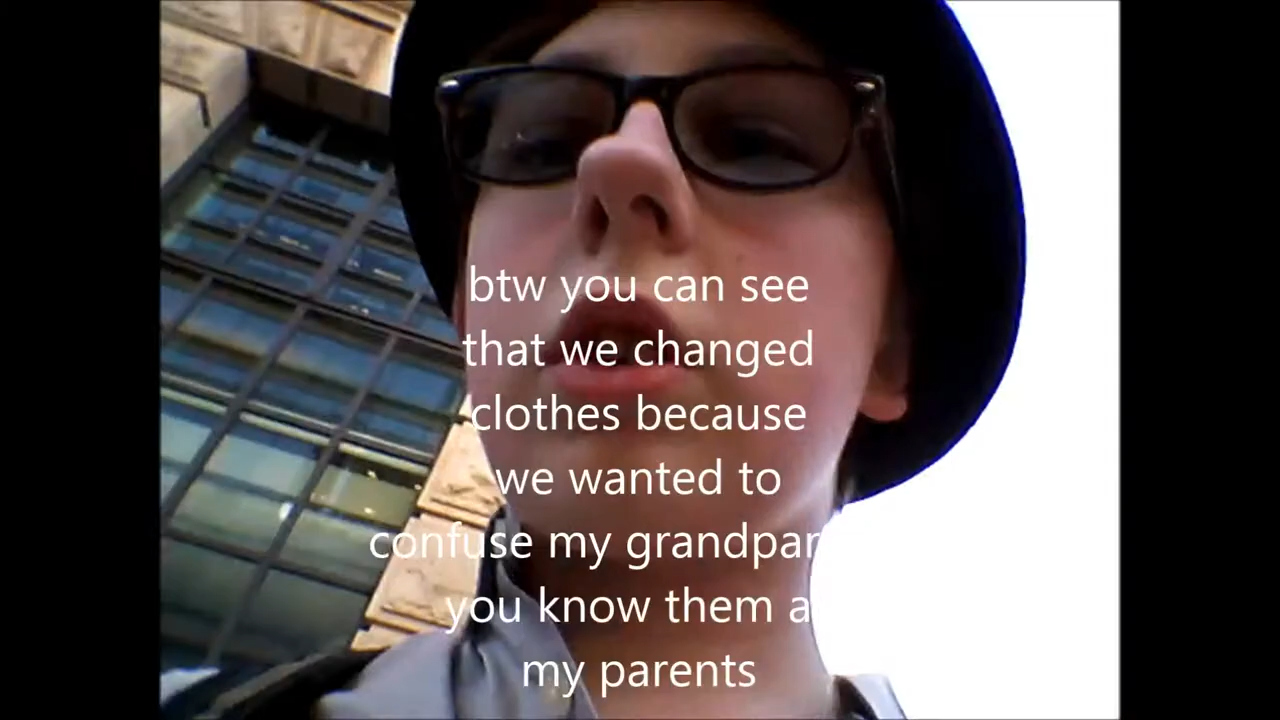 btw you can see
that we changed
clothes because
we wanted to
confuse my
you know them
my parents